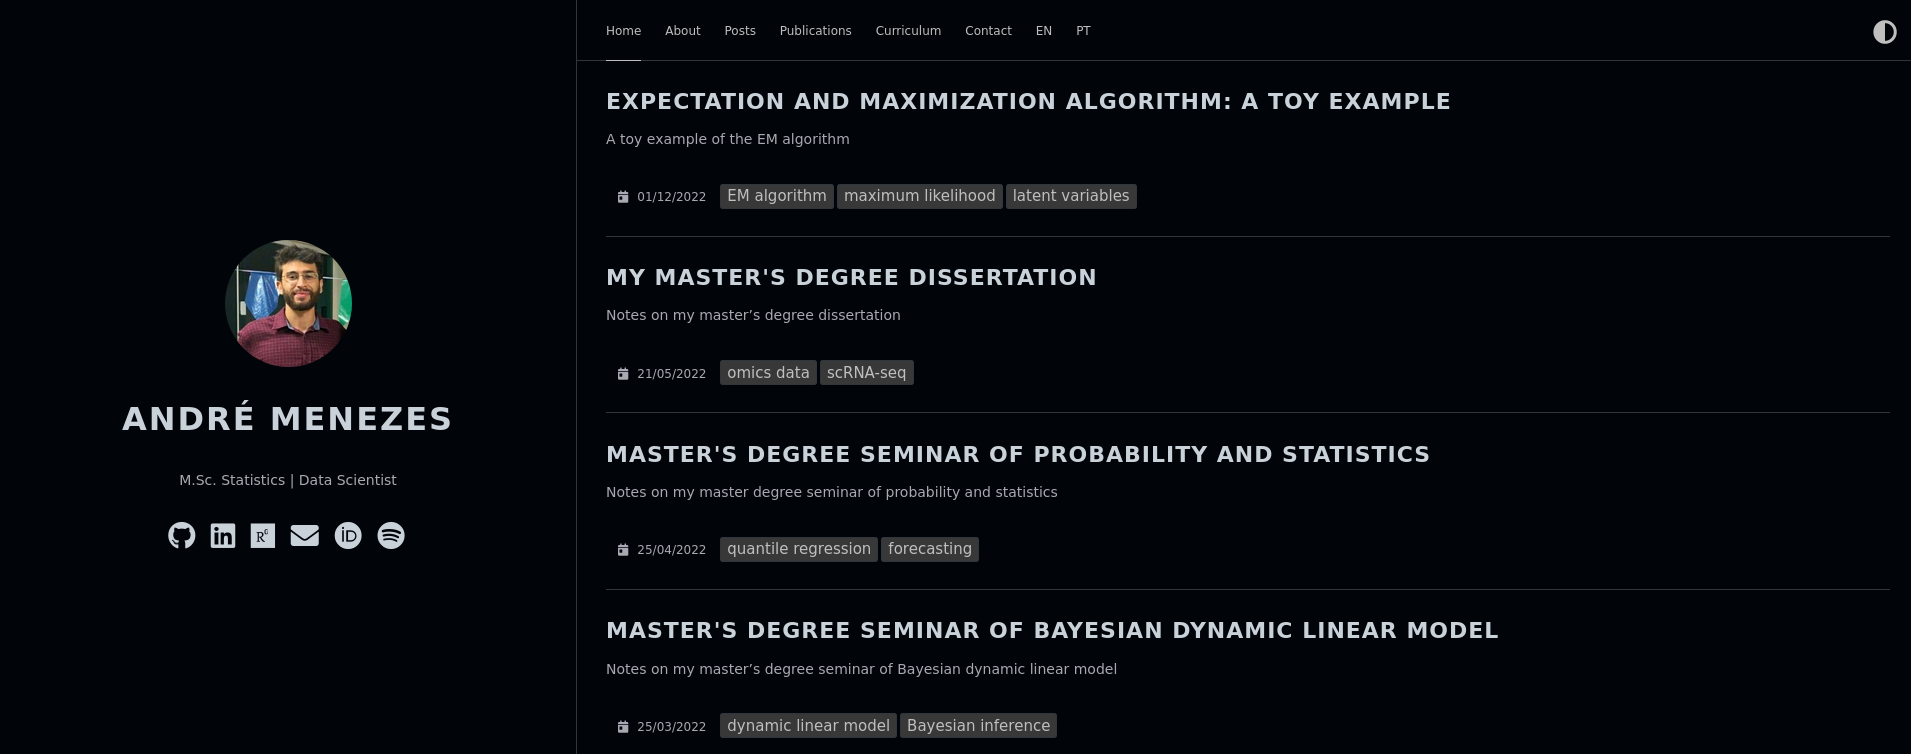 ANDRÉ MENEZES
M.Sc. Statistics | Data Scientist
Home About Posts Publications Curriculum Contact EN PT
EXPECTATION AND MAXIMIZATION ALGORITHM: A TOY EXAMPLE
A toy example of the EM algorithm
01/12/2022 EM algorithm maximum likelihood latent variables
MY MASTER'S DEGREE DISSERTATION
Notes on my master’s degree dissertation
21/05/2022 omics data scRNA-seq
MASTER'S DEGREE SEMINAR OF PROBABILITY AND STATISTICS
Notes on my master degree seminar of probability and statistics
25/04/2022 quantile regression forecasting
MASTER'S DEGREE SEMINAR OF BAYESIAN DYNAMIC LINEAR MODEL
Notes on my master’s degree seminar of Bayesian dynamic linear model
25/03/2022 dynamic linear model Bayesian inference